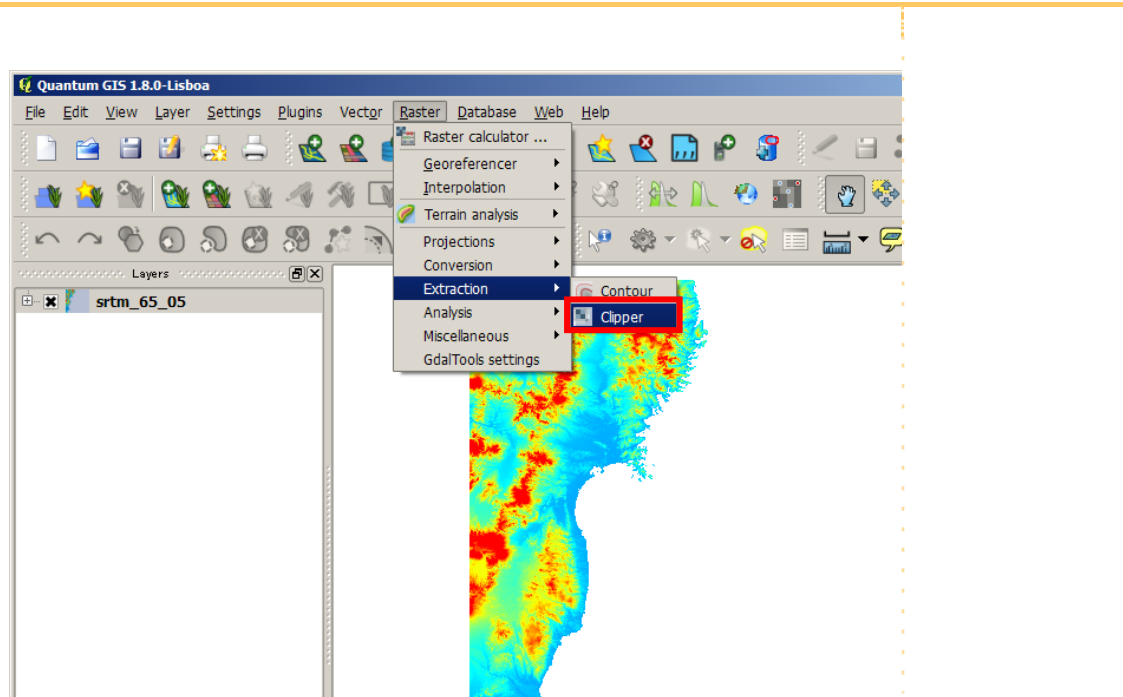 Quantum GIS 1.8.0-Lisboa
File Edit View Layer Settings Plugins Vector Raster Database Web Help
Raster calculator ...
Georeferencer
Interpolation
Terrain analysis
Projections
Conversion
Extraction
Contour
Clipper
Analysis
Miscellaneous
GdalTools settings
Layers
srtm_65_05